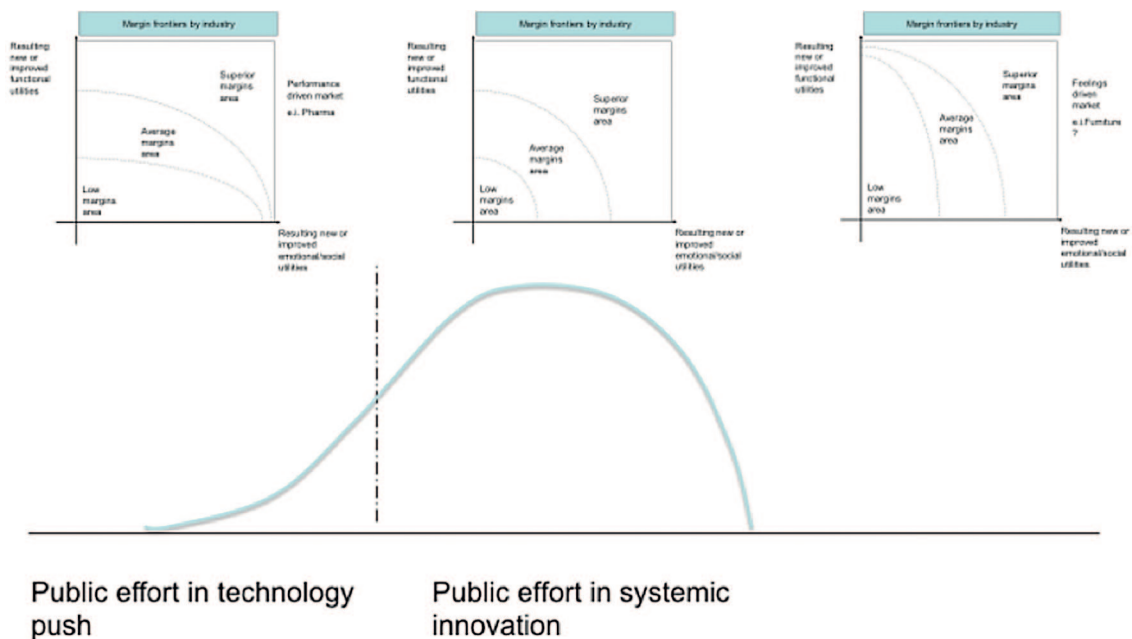 Margin frontiers by industry
Resulting
new or
improved
functional
utilities
Superior
margins
area
Average
margins
area
Low
margins
area
Performance
driven market
e.i. Pharma
Resulting new or
improved
emotional/social
utilities
Margin frontiers by industry
Resulting
new or
improved
functional
utilities
Superior
margins
area
Average
margins
area
Low
margins
area
Resulting new or
improved
emotional/social
utilities
Margin frontiers by industry
Resulting
new or
improved
functional
utilities
Superior
margins
area
Average
margins
area
Low
margins
area
Feelings
driven
market
e.i.Furniture
?
Resulting new or
improved
emotional/social
utilities
Public effort in technology
push
Public effort in systemic
innovation